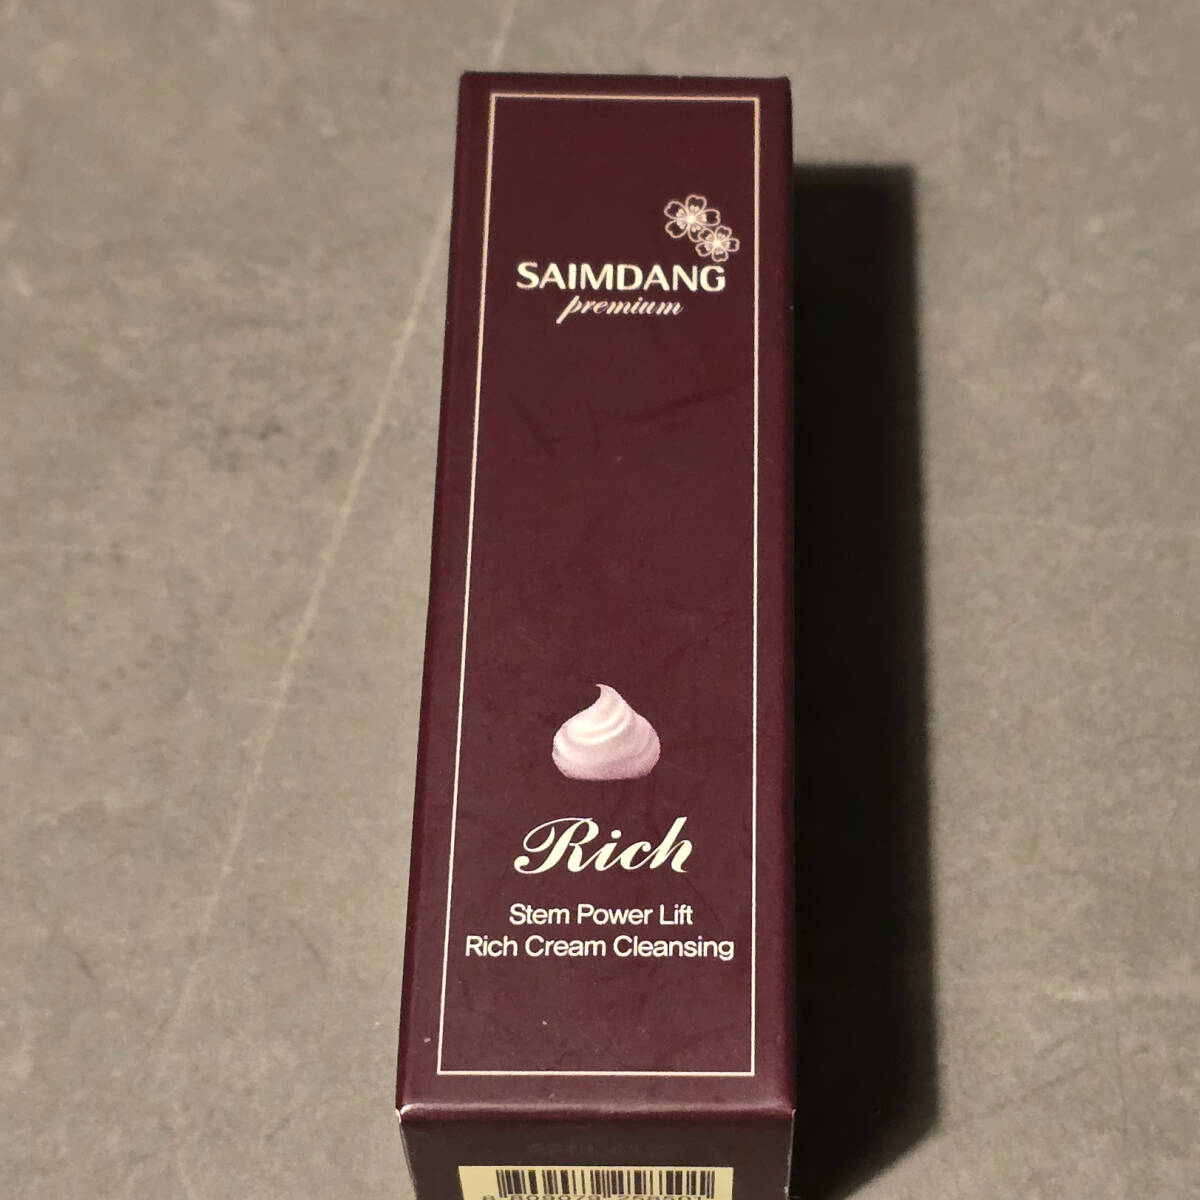 SAIMDANG
premium
Rich
Stem Power Lift
Rich Cream Cleansing